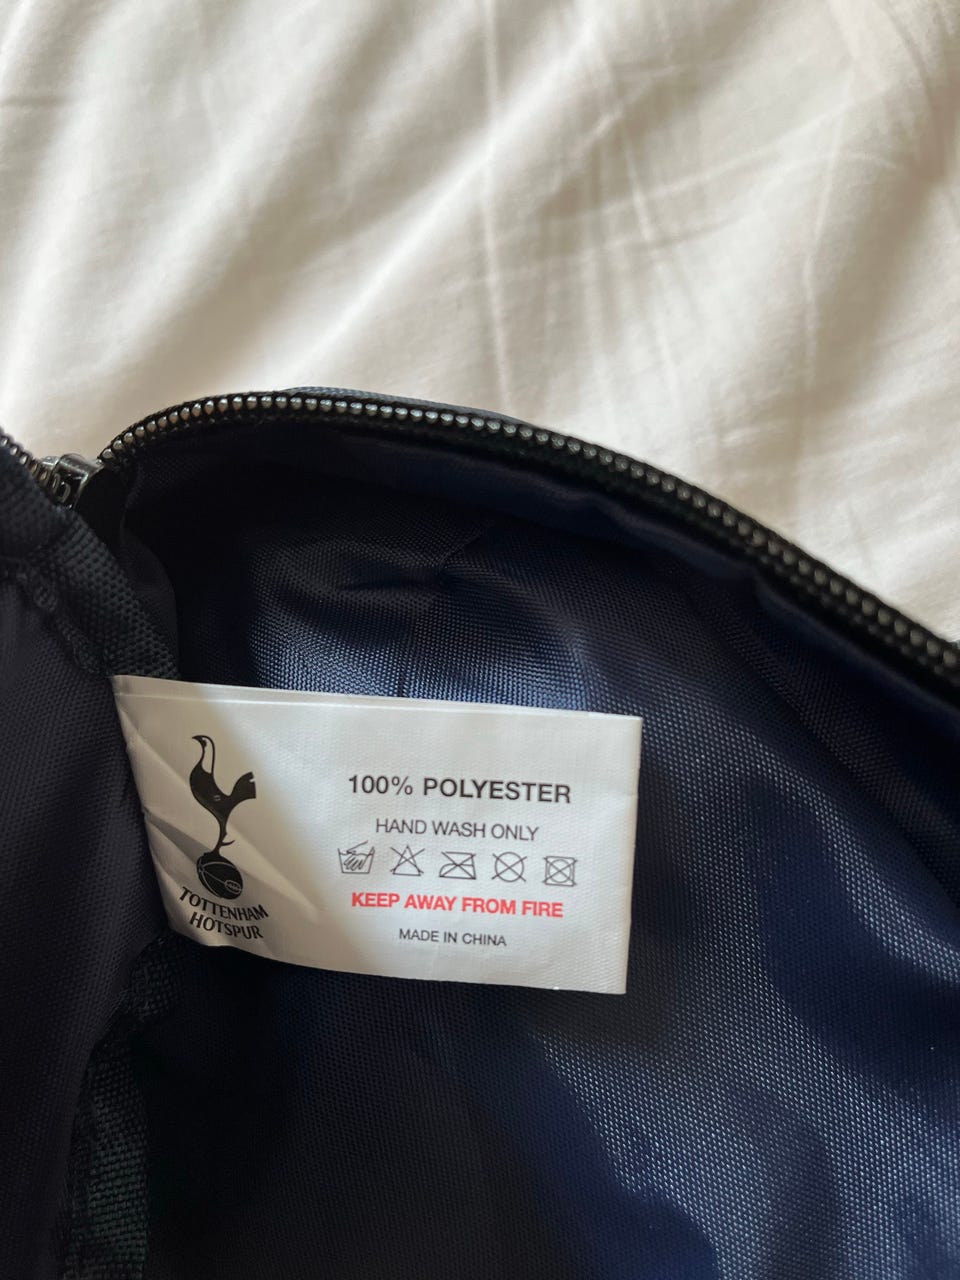 100% POLYESTER
HAND WASH ONLY
KEEP AWAY FROM FIRE
MADE IN CHINA
TOTTENHAM
HOTSPUR